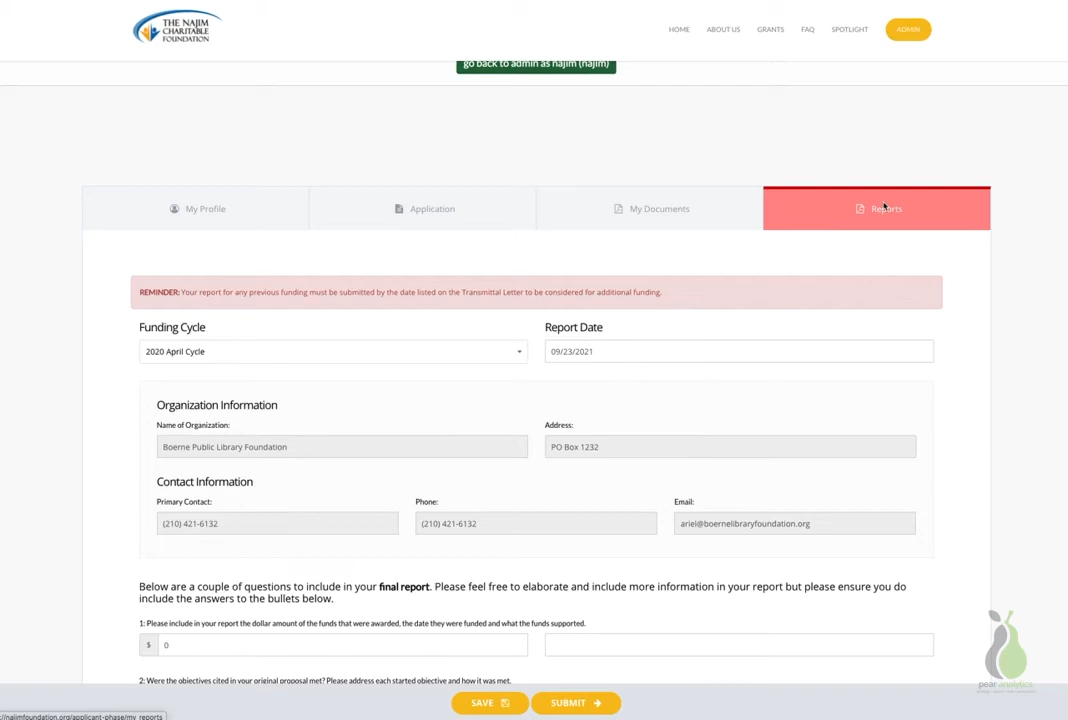 THE NAJIM
CHARITABLE
FOUNDATION
HOME ABOUT US GRANTS FAQ SPOTLIGHT ADMIN
go back to admin as najim (najim)
My Profile Application My Documents Reports
REMINDER: Your report for any previous funding must be submitted by the date listed on the Transmittal Letter to be considered for additional funding.
Funding Cycle Report Date
2020 April Cycle 09/23/2021
Organization Information
Name of Organization: Address:
Boerne Public Library Foundation PO Box 1232
Contact Information
Primary Contact: Phone: Email:
(210) 421-6132 (210) 421-6132 ariel@boernelibraryfoundation.org
Below are a couple of questions to include in your final report. Please feel free to elaborate and include more information in your report but please ensure you do
include the answers to the bullets below.
1: Please include in your report the dollar amount of the funds that were awarded, the date they were funded and what the funds supported.
$ 0
2: Were the objectives cited in your original proposal met? Please address each started objective and how it was met.
pear analytics
SAVE SUBMIT
://najimfoundation.org/applicant-phase/my_reports